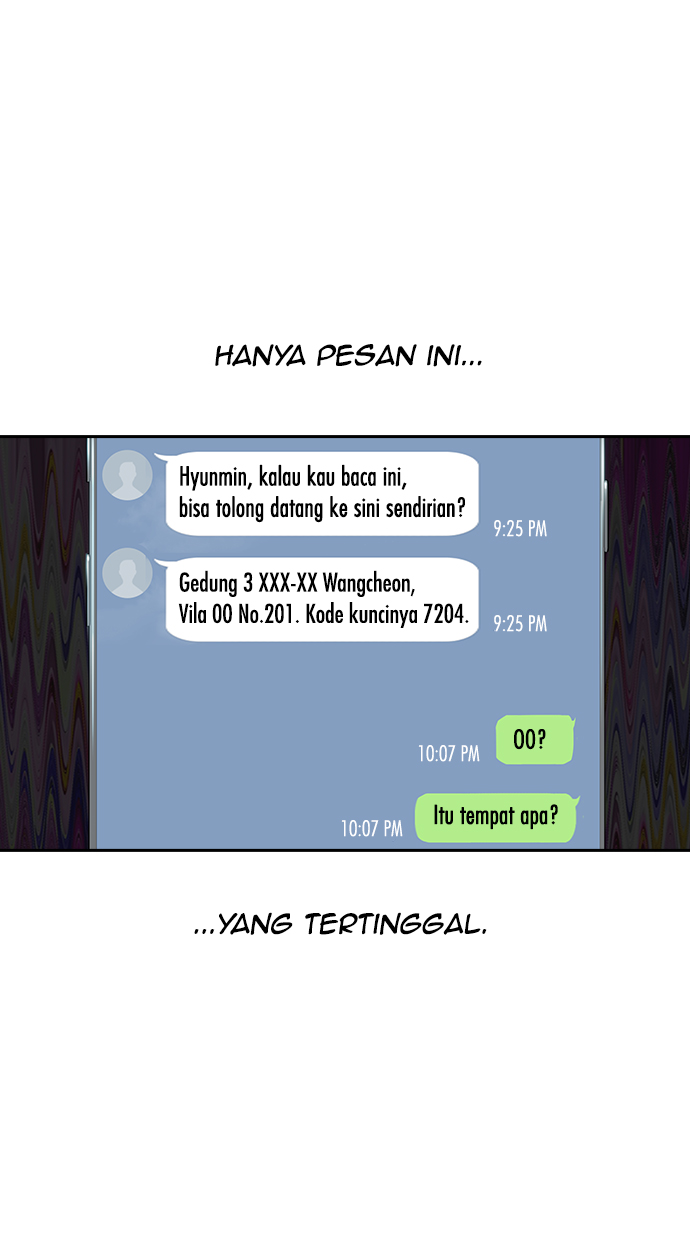 HANYA PESAN INI...
Hyunmin, kalau kau baca ini,
bisa tolong datang ke sini sendirian?
9:25 PM
Gedung 3 XXX-XX Wangcheon,
Vila 00 No.201. Kode kuncinya 7204.
9:25 PM
00?
10:07 PM
Itu tempat apa?
10:07 PM
...YANG TERTINGGAL.